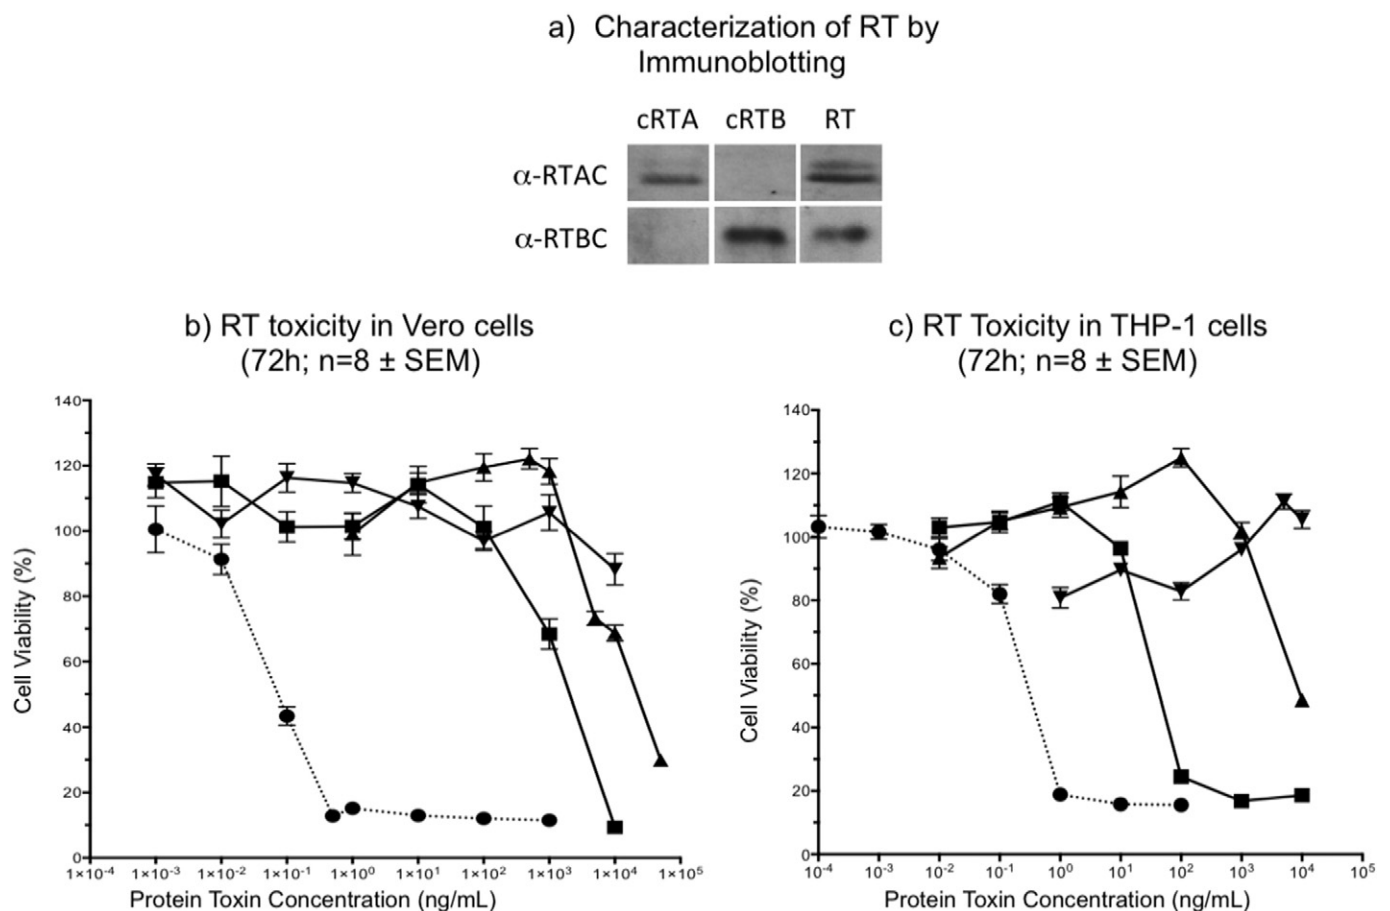 a) Characterization of RT by
Immunoblotting
cRTA cRTB RT
α-RTAC
α-RTBC
b) RT toxicity in Vero cells
(72h; n=8 ± SEM)
140
120
100
80
60
40
20
0
Cell Viability (%)
1×10-4 1×10-3 1×10-2 1×10-1 1×100 1×101 1×102 1×103 1×104 1×105
Protein Toxin Concentration (ng/mL)
c) RT Toxicity in THP-1 cells
(72h; n=8 ± SEM)
140
120
100
80
60
40
20
0
Cell Viability (%)
10-4 10-3 10-2 10-1 100 101 102 103 104 105
Protein Toxin Concentration (ng/mL)